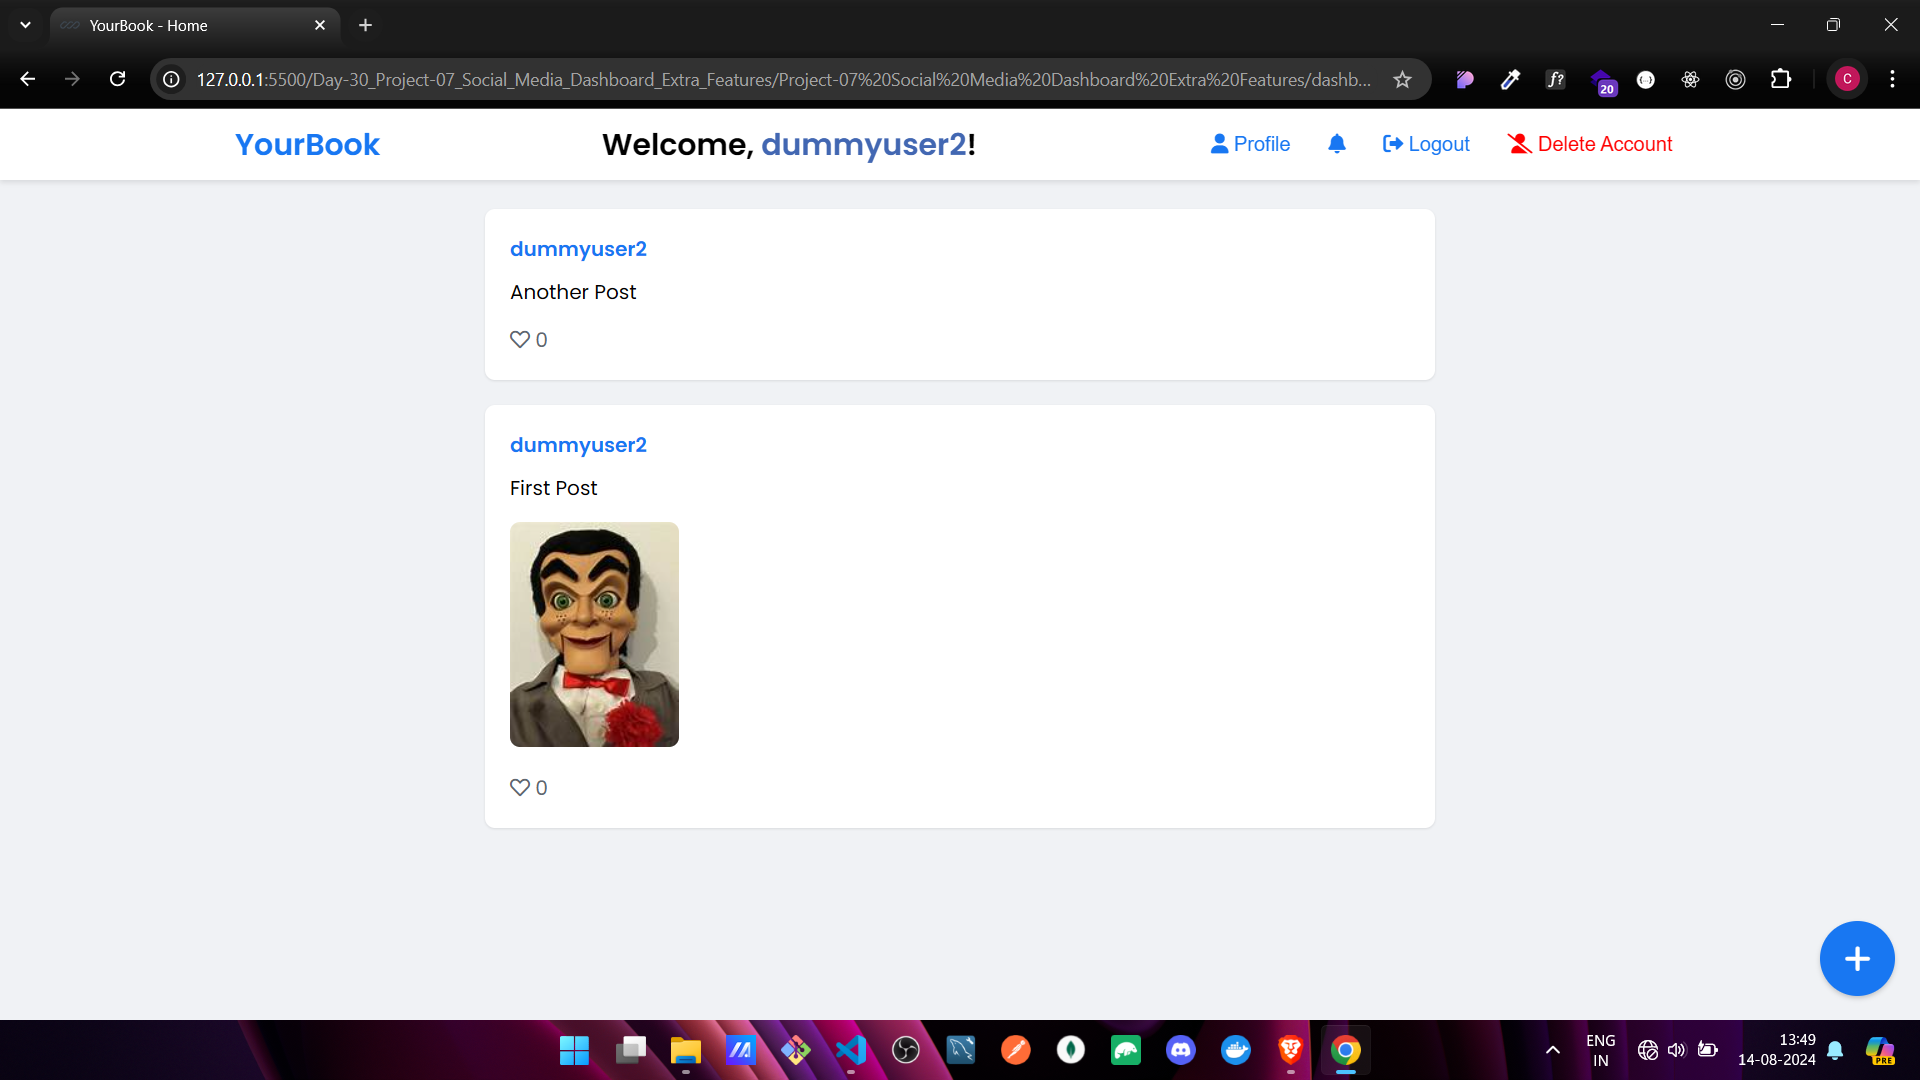 YourBook - Home
127.0.0.1:5500/Day-30_Project-07_Social_Media_Dashboard_Extra_Features/Project-07%20Social%20Media%20Dashboard%20Extra%20Features/dashb...
f?
20
C
YourBook
Welcome, dummyuser2!
Profile
Logout
Delete Account
dummyuser2
Another Post
0
dummyuser2
First Post
0
ENG
IN
13:49
14-08-2024
PRE